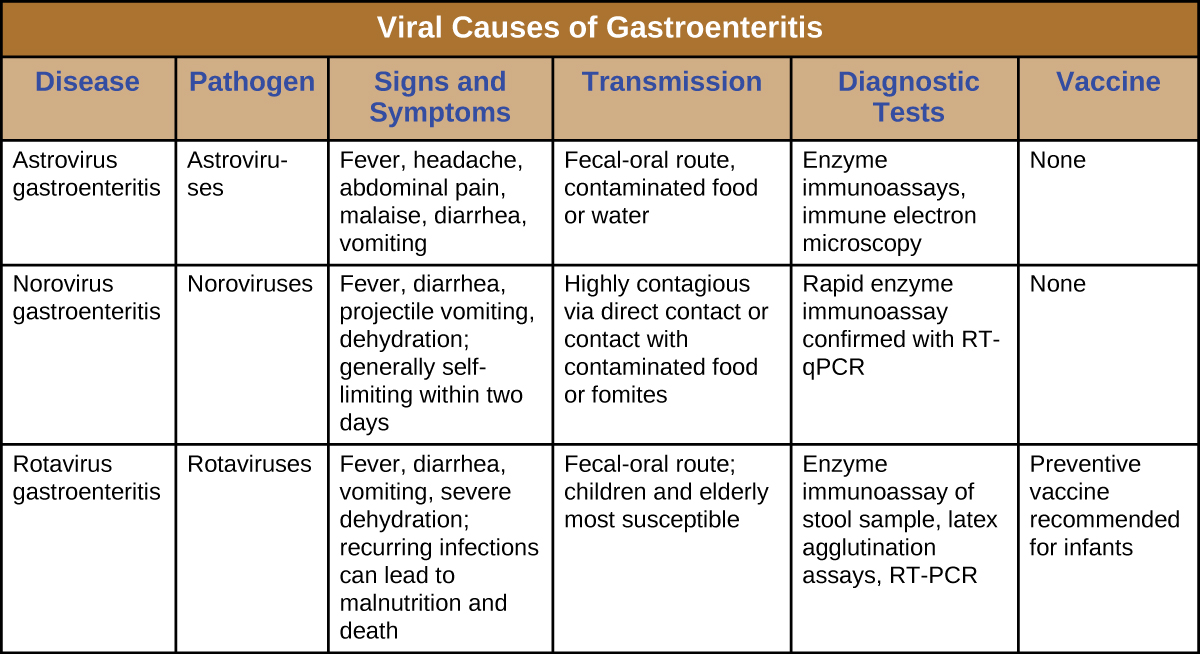 Viral Causes of Gastroenteritis
Disease
Pathogen
Signs and
Symptoms
Transmission
Diagnostic
Tests
Vaccine
Astrovirus
gastroenteritis
Astroviru-
ses
Fever, headache,
abdominal pain,
malaise, diarrhea,
vomiting
Fecal-oral route,
contaminated food
or water
Enzyme
immunoassays,
immune electron
microscopy
None
Norovirus
gastroenteritis
Noroviruses
Fever, diarrhea,
projectile vomiting,
dehydration;
generally self-
limiting within two
days
Highly contagious
via direct contact or
contact with
contaminated food
or fomites
Rapid enzyme
immunoassay
confirmed with RT-
qPCR
None
Rotavirus
gastroenteritis
Rotaviruses
Fever, diarrhea,
vomiting, severe
dehydration;
recurring infections
can lead to
malnutrition and
death
Fecal-oral route;
children and elderly
most susceptible
Enzyme
immunoassay of
stool sample, latex
agglutination
assays, RT-PCR
Preventive
vaccine
recommended
for infants